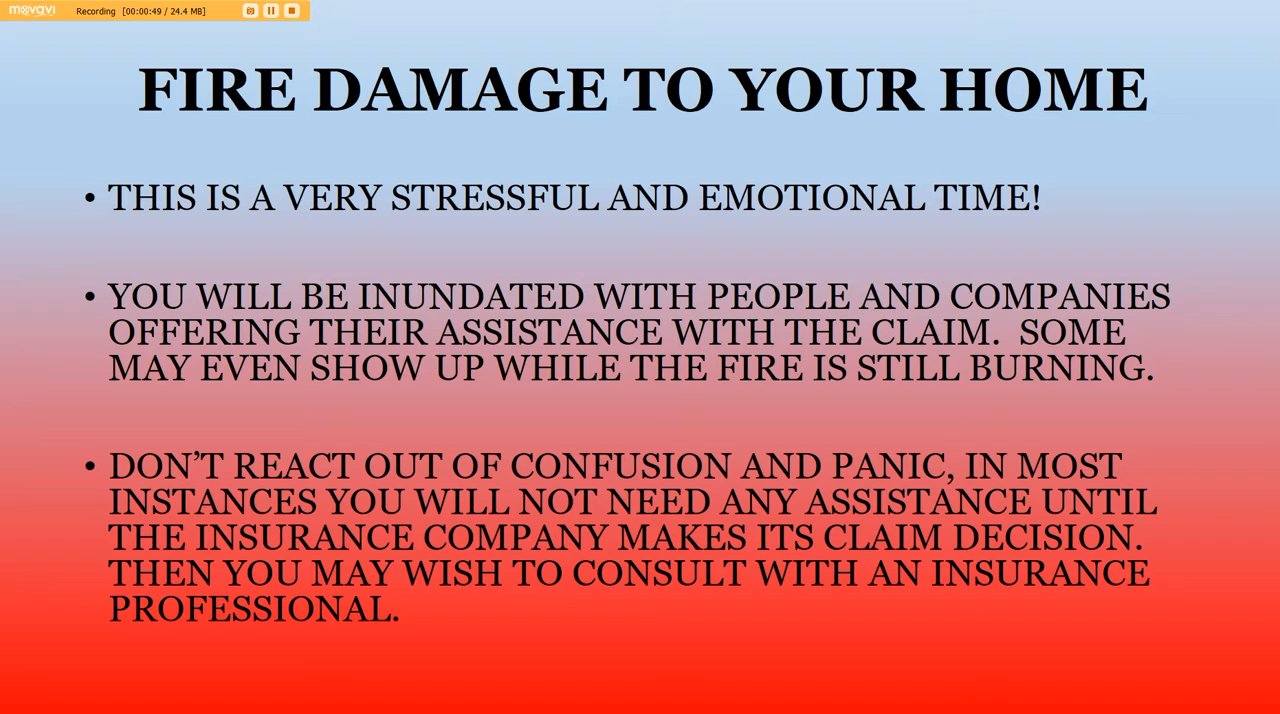 movavi Recording [00:00:49 / 24.4 MB]
FIRE DAMAGE TO YOUR HOME
• THIS IS A VERY STRESSFUL AND EMOTIONAL TIME!
• YOU WILL BE INUNDATED WITH PEOPLE AND COMPANIES
OFFERING THEIR ASSISTANCE WITH THE CLAIM.  SOME
MAY EVEN SHOW UP WHILE THE FIRE IS STILL BURNING.
• DON’T REACT OUT OF CONFUSION AND PANIC, IN MOST
INSTANCES YOU WILL NOT NEED ANY ASSISTANCE UNTIL
THE INSURANCE COMPANY MAKES ITS CLAIM DECISION.
THEN YOU MAY WISH TO CONSULT WITH AN INSURANCE
PROFESSIONAL.